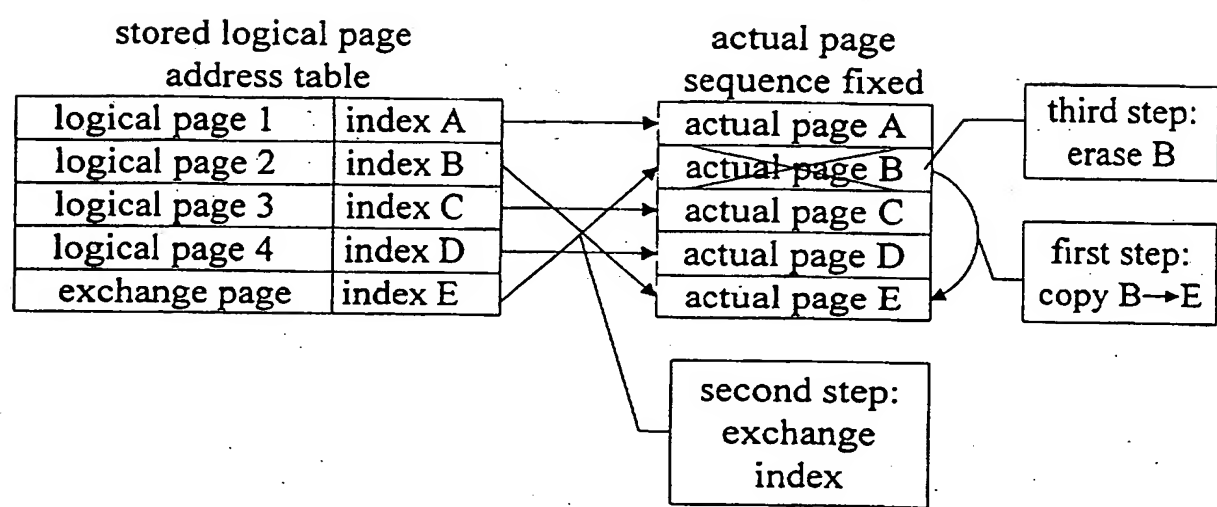 stored logical page
address table
logical page 1 index A
logical page 2 index B
logical page 3 index C
logical page 4 index D
exchange page index E
actual page
sequence fixed
actual page A
actual page B
actual page C
actual page D
actual page E
third step:
erase B
first step:
copy B→E
second step:
exchange
index